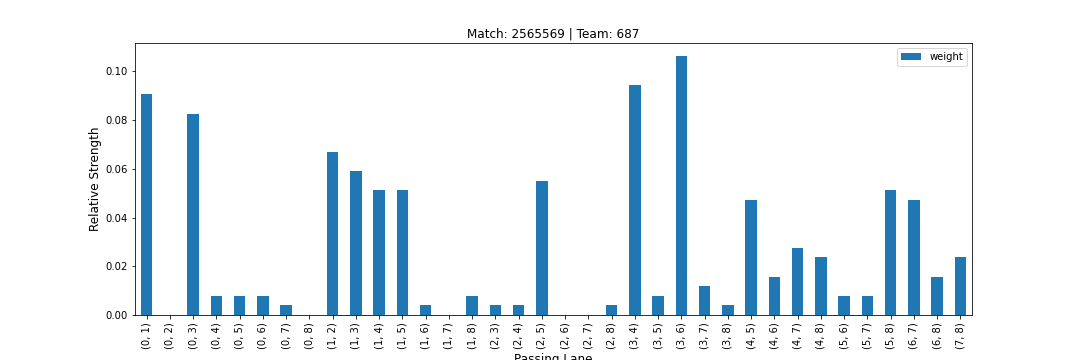 Match: 2565569 | Team: 687
weight
Relative Strength
0.10
0.08
0.06
0.04
0.02
0.00
(0, 1) (0, 2) (0, 3) (0, 4) (0, 5) (0, 6) (0, 7) (0, 8) (1, 2) (1, 3) (1, 4) (1, 5) (1, 6) (1, 7) (1, 8) (2, 3) (2, 4) (2, 5) (2, 6) (2, 7) (2, 8) (3, 4) (3, 5) (3, 6) (3, 7) (3, 8) (4, 5) (4, 6) (4, 7) (4, 8) (5, 6) (5, 7) (5, 8) (6, 7) (6, 8) (7, 8)
Passing Lane